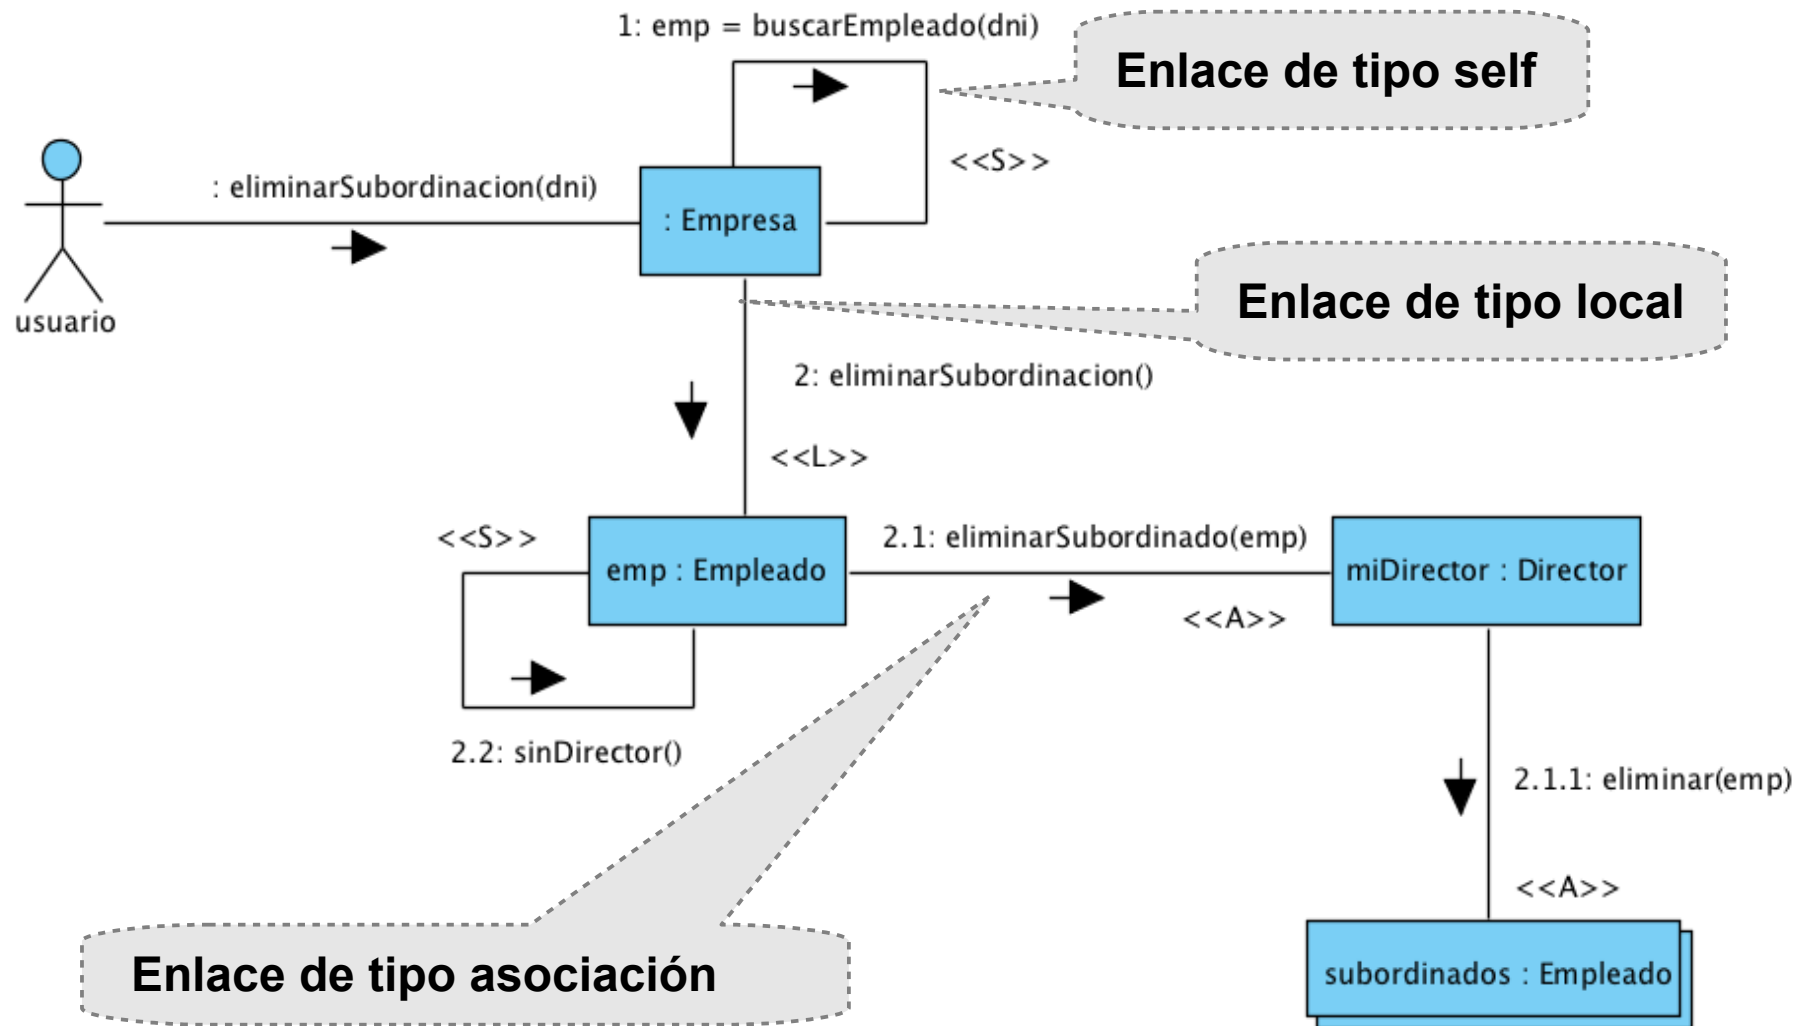 1: emp = buscarEmpleado(dni)
Enlace de tipo self
<<S>>
: eliminarSubordinacion(dni)
: Empresa
usuario
Enlace de tipo local
2: eliminarSubordinacion()
<<L>>
<<S>>
emp : Empleado
2.1: eliminarSubordinado(emp)
<<A>>
miDirector : Director
2.2: sinDirector()
2.1.1: eliminar(emp)
<<A>>
Enlace de tipo asociación
subordinados : Empleado